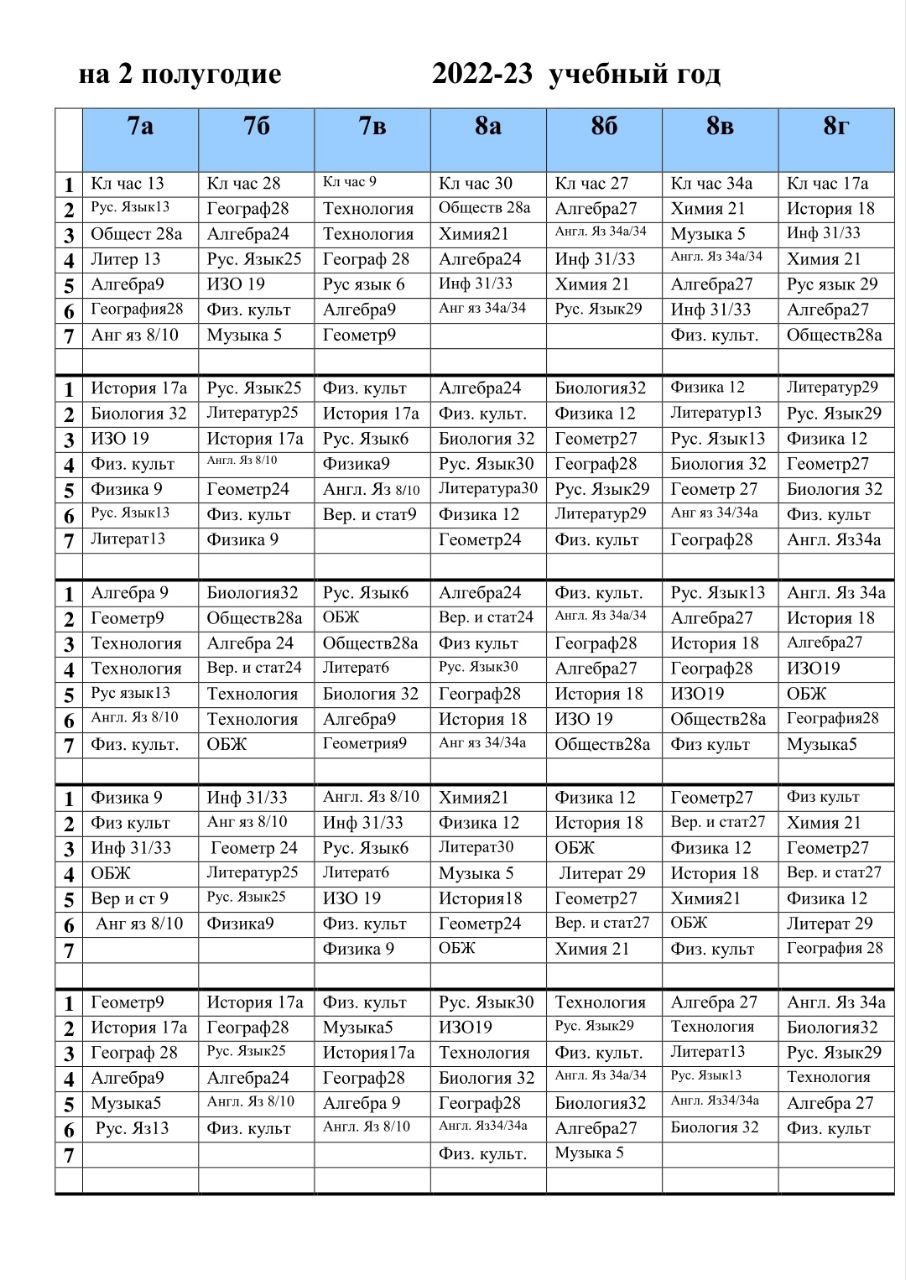 на 2 полугодие 2022-23 учебный год
7а 7б 7в 8а 8б 8в 8г
1 Кл час 13 Кл час 28 Кл час 9 Кл час 30 Кл час 27 Кл час 34а Кл час 17а
2 Рус. Язык13 Географ28 Технология Обществ 28а Алгебра27 Химия 21 История 18
3 Общест 28а Алгебра24 Технология Химия21 Англ. Яз 34а/34 Музыка 5 Инф 31/33
4 Литер 13 Рус. Язык25 Географ 28 Алгебра24 Инф 31/33 Англ. Яз 34а/34 Химия 21
5 Алгебра9 ИЗО 19 Рус язык 6 Инф 31/33 Химия 21 Алгебра27 Рус язык 29
6 География28 Физ. культ Алгебра9 Анг яз 34а/34 Рус. Язык29 Инф 31/33 Алгебра27
7 Анг яз 8/10 Музыка 5 Геометр9 Физ. культ. Обществ28а
1 История 17а Рус. Язык25 Физ. культ Алгебра24 Биология32 Физика 12 Литератур29
2 Биология 32 Литератур25 История 17а Физ. культ. Физика 12 Литератур13 Рус. Язык29
3 ИЗО 19 История 17а Рус. Язык6 Биология 32 Геометр27 Рус. Язык13 Физика 12
4 Физ. культ Англ. Яз 8/10 Физика9 Рус. Язык30 Географ28 Биология 32 Геометр27
5 Физика 9 Геометр24 Англ. Яз 8/10 Литература30 Рус. Язык29 Геометр 27 Биология 32
6 Рус. Язык13 Физ. культ Вер. и стат9 Физика 12 Литератур29 Анг яз 34/34а Физ. культ
7 Литерат13 Физика 9 Геометр24 Физ. культ Географ28 Англ. Яз34а
1 Алгебра 9 Биология32 Рус. Язык6 Алгебра24 Физ. культ. Рус. Язык13 Англ. Яз 34а
2 Геометр9 Обществ28а ОБЖ Вер. и стат24 Англ. Яз 34а/34 Алгебра27 История 18
3 Технология Алгебра 24 Обществ28а Физ культ Географ28 История 18 Алгебра27
4 Технология Вер. и стат24 Литерат6 Рус. Язык30 Алгебра27 Географ28 ИЗО19
5 Рус язык13 Технология Биология 32 Географ28 История 18 ИЗО19 ОБЖ
6 Англ. Яз 8/10 Технология Алгебра9 История 18 ИЗО 19 Обществ28а География28
7 Физ. культ. ОБЖ Геометрия9 Анг яз 34/34а Обществ28а Физ культ Музыка5
1 Физика 9 Инф 31/33 Англ. Яз 8/10 Химия21 Физика 12 Геометр27 Физ культ
2 Физ культ Анг яз 8/10 Инф 31/33 Физика 12 История 18 Вер. и стат27 Химия 21
3 Инф 31/33 Геометр 24 Рус. Язык6 Литерат30 ОБЖ Физика 12 Геометр27
4 ОБЖ Литератур25 Литерат6 Музыка 5 Литерат 29 История 18 Вер. и стат27
5 Вер и ст 9 Рус. Язык25 ИЗО 19 История18 Геометр27 Химия21 Физика 12
6 Анг яз 8/10 Физика9 Физ. культ Геометр24 Вер. и стат27 ОБЖ Литерат 29
7 Физика 9 ОБЖ Химия 21 Физ. культ География 28
1 Геометр9 История 17а Физ. культ Рус. Язык30 Технология Алгебра 27 Англ. Яз 34а
2 История 17а Географ28 Музыка5 ИЗО19 Рус. Язык29 Технология Биология32
3 Географ 28 Рус. Язык25 История17а Технология Физ. культ. Литерат13 Рус. Язык29
4 Алгебра9 Алгебра24 Географ28 Биология 32 Англ. Яз 34а/34 Рус. Язык13 Технология
5 Музыка5 Англ. Яз 8/10 Алгебра 9 Географ28 Биология32 Англ. Яз34/34а Алгебра 27
6 Рус. Яз13 Физ. культ Англ. Яз 8/10 Англ. Яз34/34а Алгебра27 Биология 32 Физ. культ
7 Физ. культ. Музыка 5